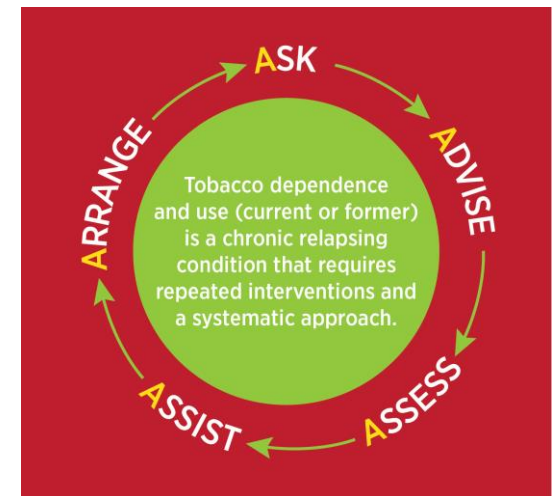 ASK
ADVISE
ASSESS
ASSIST
ARRANGE
Tobacco dependence
and use (current or former)
is a chronic relapsing
condition that requires
repeated interventions and
a systematic approach.